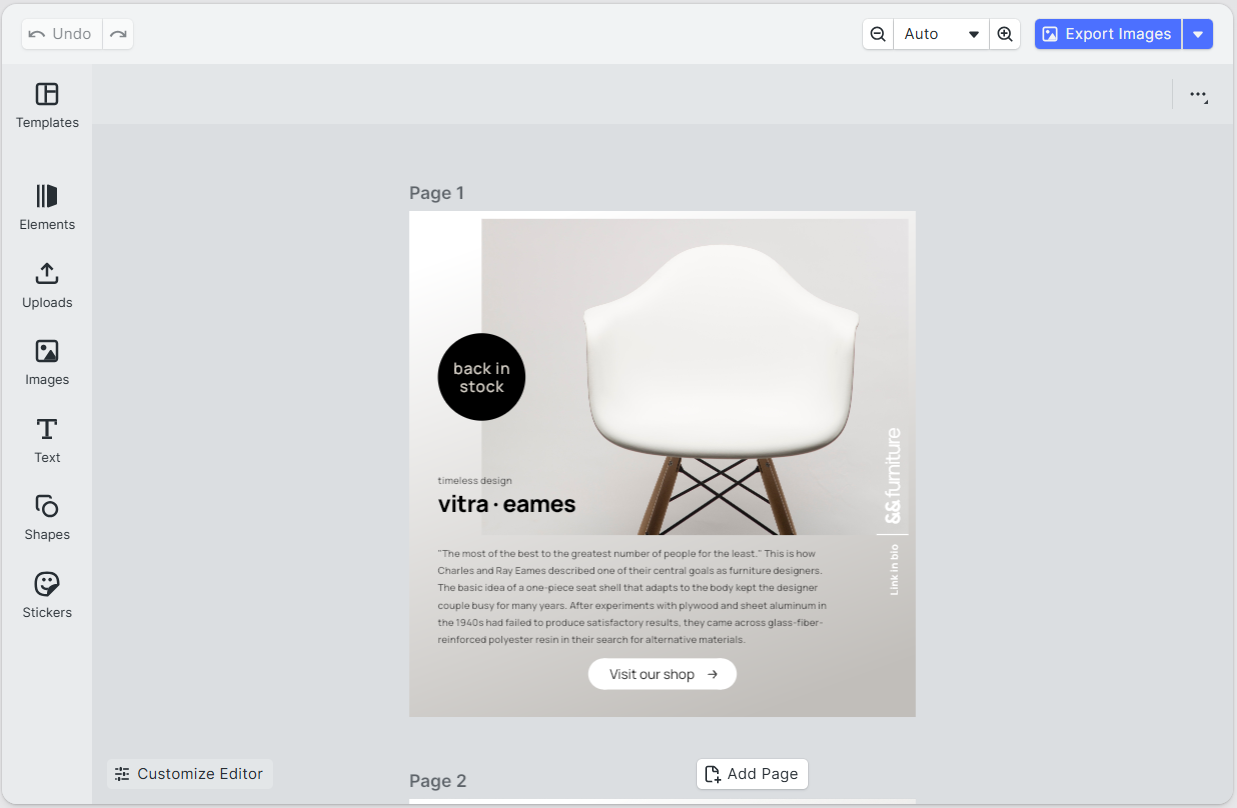 Undo
Auto
Export Images
Templates
Elements
Uploads
Images
Text
Shapes
Stickers
Page 1
back in
stock
timeless design
vitra · eames
"The most of the best to the greatest number of people for the least." This is how
Charles and Ray Eames described one of their central goals as furniture designers.
The basic idea of a one-piece seat shell that adapts to the body kept the designer
couple busy for many years. After experiments with plywood and sheet aluminum in
the 1940s had failed to produce satisfactory results, they came across glass-fiber-
reinforced polyester resin in their search for alternative materials.
&& furniture
Link in bio
Visit our shop →
Customize Editor
Page 2
Add Page